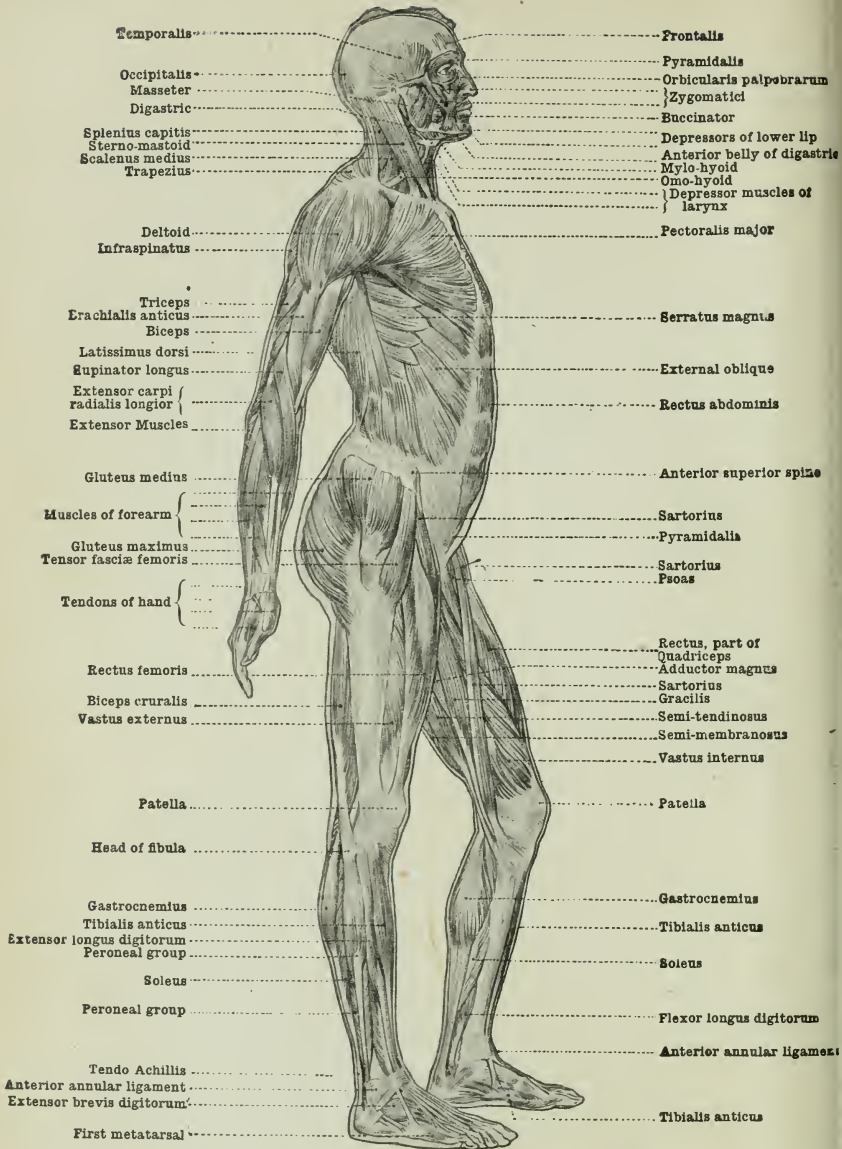 Temporalis
Occipitalis
Masseter
Digastric
Splenius capitis
Sterno-mastoid
Scalenus medius
Trapezius
Deltoid
Infraspinatus
Triceps
Brachialis anticus
Biceps
Latissimus dorsi
Supinator longus
Extensor carpi
radialis longior
Extensor Muscles
Gluteus medius
Muscles of forearm
Gluteus maximus
Tensor fasciæ femoris
Tendons of hand
Rectus femoris
Biceps cruralis
Vastus externus
Patella
Head of fibula
Gastrocnemius
Tibialis anticus
Extensor longus digitorum
Peroneal group
Soleus
Peroneal group
Tendo Achillis
Anterior annular ligament
Extensor brevis digitorum
First metatarsal
Frontalis
Pyramidalis
Orbicularis palpebrarum
Zygomatici
Buccinator
Depressors of lower lip
Anterior belly of digastric
Mylo-hyoid
Omo-hyoid
Depressor muscles of
larynx
Pectoralis major
Serratus magnus
External oblique
Rectus abdominis
Anterior superior spine
Sartorius
Pyramidalis
Sartorius
Psoas
Rectus, part of
Quadriceps
Adductor magnus
Sartorius
Gracilis
Semi-tendinosus
Semi-membranosus
Vastus internus
Patella
Gastrocnemius
Tibialis anticus
Soleus
Flexor longus digitorum
Anterior annular ligament
Tibialis anticus